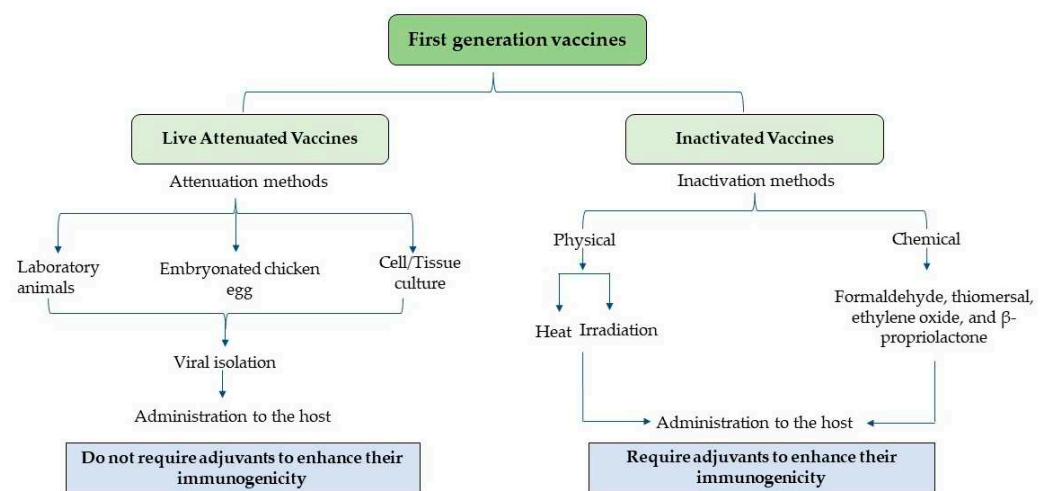 First generation vaccines
Live Attenuated Vaccines
Attenuation methods
Laboratory
animals
Embryonated chicken
egg
Cell/Tissue
culture
Viral isolation
Administration to the host
Do not require adjuvants to enhance their
immunogenicity
Inactivated Vaccines
Inactivation methods
Physical
Heat
Irradiation
Chemical
Formaldehyde, thiomersal,
ethylene oxide, and β-
propriolactone
Administration to the host
Require adjuvants to enhance their
immunogenicity